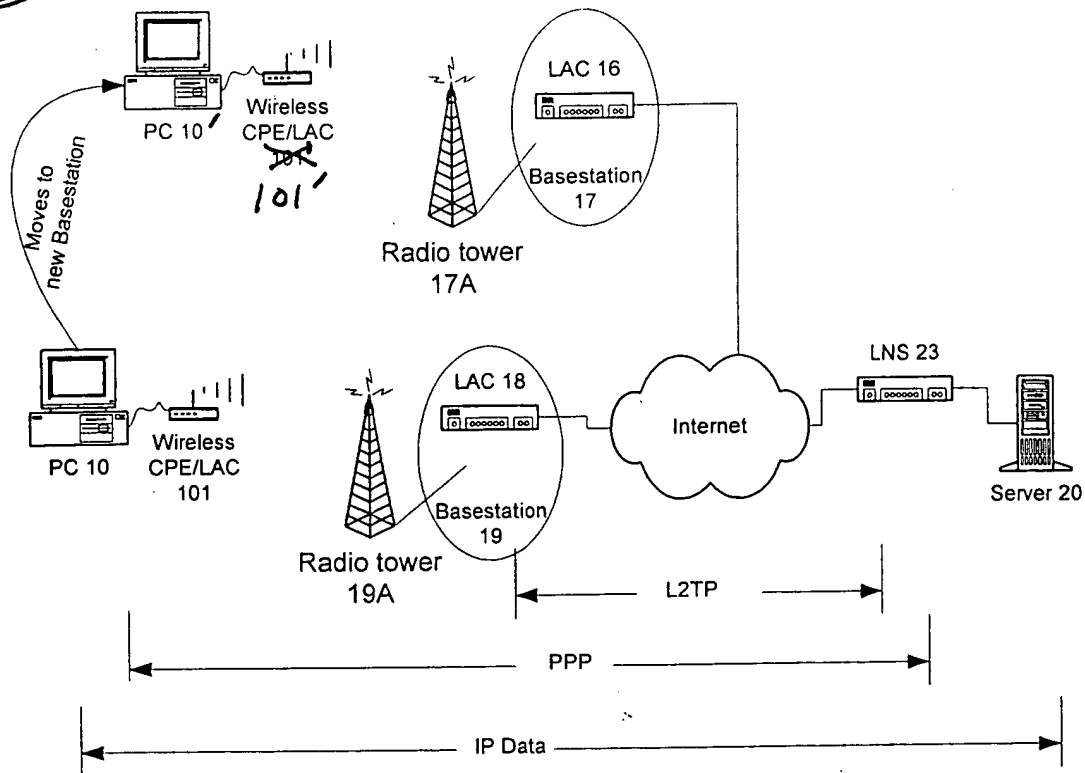 PC 10'
Wireless
CPE/LAC
101'
101'
Moves to
new Basestation
LAC 16
Basestation
17
Radio tower
17A
PC 10
Wireless
CPE/LAC
101
LAC 18
Basestation
19
Radio tower
19A
Internet
LNS 23
Server 20
L2TP
PPP
IP Data